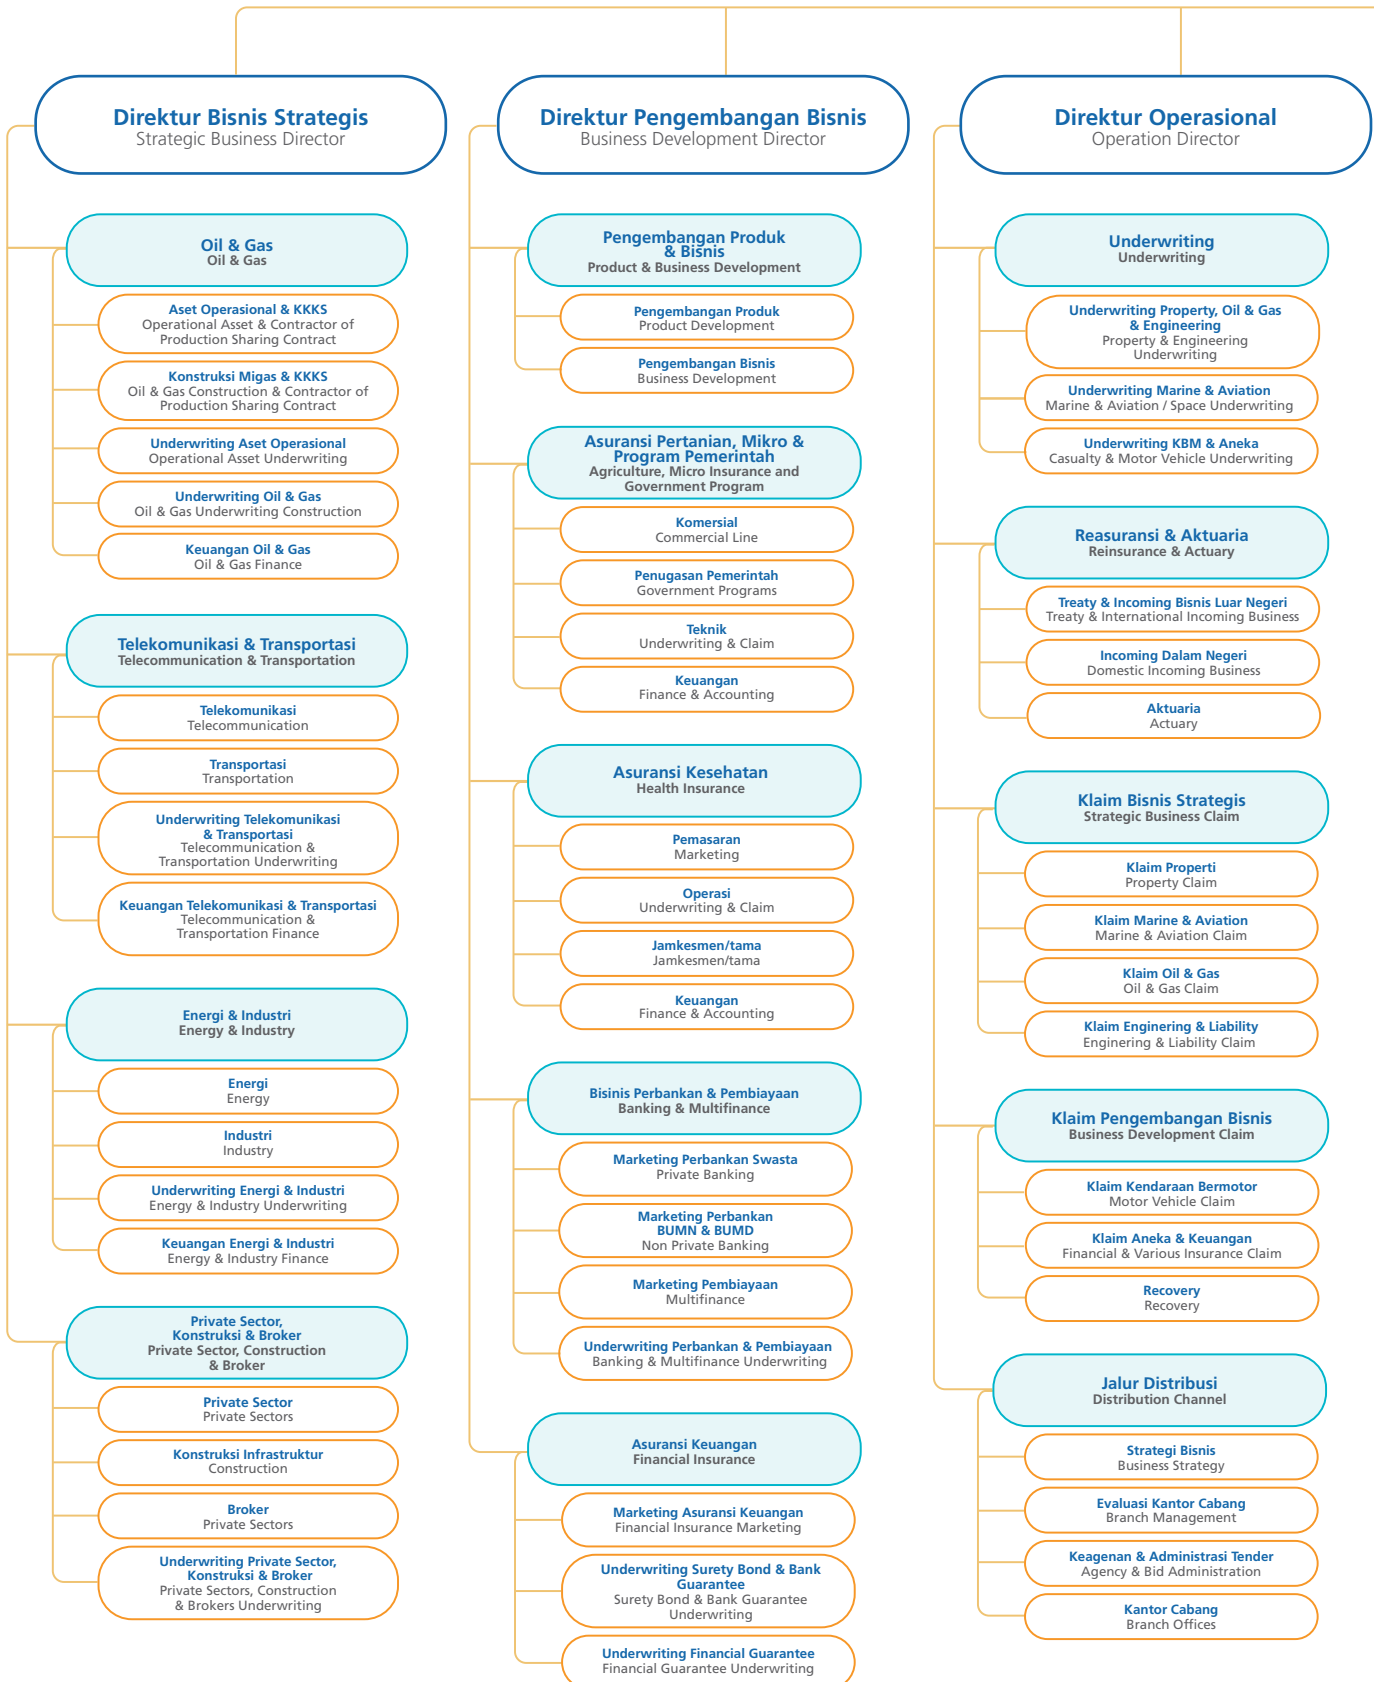 Direktur Bisnis Strategis
Strategic Business Director
Oil & Gas
Oil & Gas
Aset Operasional & KKKS
Operational Asset & Contractor of
Production Sharing Contract
Konstruksi Migas & KKKS
Oil & Gas Construction & Contractor of
Production Sharing Contract
Underwriting Aset Operasional
Operational Asset Underwriting
Underwriting Oil & Gas
Oil & Gas Underwriting Construction
Keuangan Oil & Gas
Oil & Gas Finance
Telekomunikasi & Transportasi
Telecommunication & Transportation
Telekomunikasi
Telecommunication
Transportasi
Transportation
Underwriting Telekomunikasi
& Transportasi
Telecommunication &
Transportation Underwriting
Keuangan Telekomunikasi & Transportasi
Telecommunication &
Transportation Finance
Energi & Industri
Energy & Industry
Energi
Energy
Industri
Industry
Underwriting Energi & Industri
Energy & Industry Underwriting
Keuangan Energi & Industri
Energy & Industry Finance
Private Sector,
Konstruksi & Broker
Private Sector, Construction
& Broker
Private Sector
Private Sectors
Konstruksi Infrastruktur
Construction
Broker
Private Sectors
Underwriting Private Sector,
Konstruksi & Broker
Private Sectors, Construction
& Brokers Underwriting
Direktur Pengembangan Bisnis
Business Development Director
Pengembangan Produk
& Bisnis
Product & Business Development
Pengembangan Produk
Product Development
Pengembangan Bisnis
Business Development
Asuransi Pertanian, Mikro &
Program Pemerintah
Agriculture, Micro Insurance and
Government Program
Komersial
Commercial Line
Penugasan Pemerintah
Government Programs
Teknik
Underwriting & Claim
Keuangan
Finance & Accounting
Asuransi Kesehatan
Health Insurance
Pemasaran
Marketing
Operasi
Underwriting & Claim
Jamkesmen/tama
Jamkesmen/tama
Keuangan
Finance & Accounting
Bisinis Perbankan & Pembiayaan
Banking & Multifinance
Marketing Perbankan Swasta
Private Banking
Marketing Perbankan
BUMN & BUMD
Non Private Banking
Marketing Pembiayaan
Multifinance
Underwriting Perbankan & Pembiayaan
Banking & Multifinance Underwriting
Asuransi Keuangan
Financial Insurance
Marketing Asuransi Keuangan
Financial Insurance Marketing
Underwriting Surety Bond & Bank
Guarantee
Surety Bond & Bank Guarantee
Underwriting
Underwriting Financial Guarantee
Financial Guarantee Underwriting
Direktur Operasional
Operation Director
Underwriting
Underwriting
Underwriting Property, Oil & Gas
& Engineering
Property & Engineering
Underwriting
Underwriting Marine & Aviation
Marine & Aviation / Space Underwriting
Underwriting KBM & Aneka
Casualty & Motor Vehicle Underwriting
Reasuransi & Aktuaria
Reinsurance & Actuary
Treaty & Incoming Bisnis Luar Negeri
Treaty & International Incoming Business
Incoming Dalam Negeri
Domestic Incoming Business
Aktuaria
Actuary
Klaim Bisnis Strategis
Strategic Business Claim
Klaim Properti
Property Claim
Klaim Marine & Aviation
Marine & Aviation Claim
Klaim Oil & Gas
Oil & Gas Claim
Klaim Enginering & Liability
Enginering & Liability Claim
Klaim Pengembangan Bisnis
Business Development Claim
Klaim Kendaraan Bermotor
Motor Vehicle Claim
Klaim Aneka & Keuangan
Financial & Various Insurance Claim
Recovery
Recovery
Jalur Distribusi
Distribution Channel
Strategi Bisnis
Business Strategy
Evaluasi Kantor Cabang
Branch Management
Keagenan & Administrasi Tender
Agency & Bid Administration
Kantor Cabang
Branch Offices